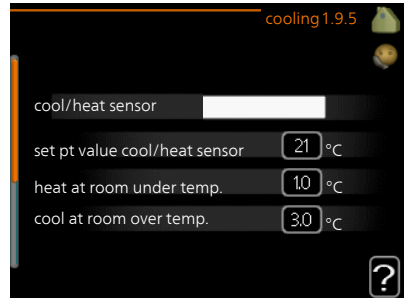 cooling 1.9.5
cool/heat sensor
set pt value cool/heat sensor 21 °C
heat at room under temp. 1.0 °C
cool at room over temp. 3.0 °C
?